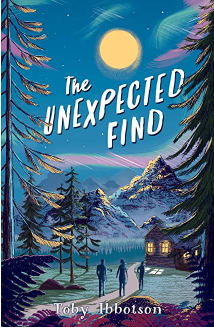 The
UNEXPECTED
FIND
Toby Ibbotson